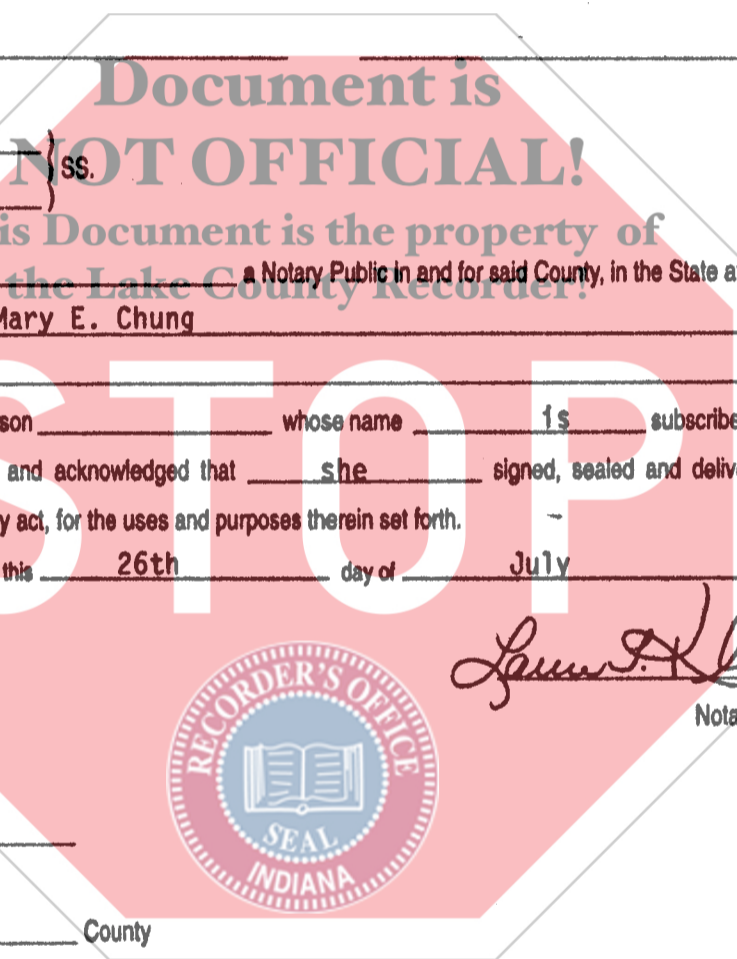 Document is
NOT OFFICIAL!
SS.
is Document is the property of
the Lake County Recorder!
a Notary Public in and for said County, in the State a
Mary E. Chung
STOP
son whose name is subscribe
and acknowledged that she signed, sealed and deliv
y act, for the uses and purposes therein set forth.
this 26th day of July
Nota
RECORDER'S OFFICE
SEAL
INDIANA
County